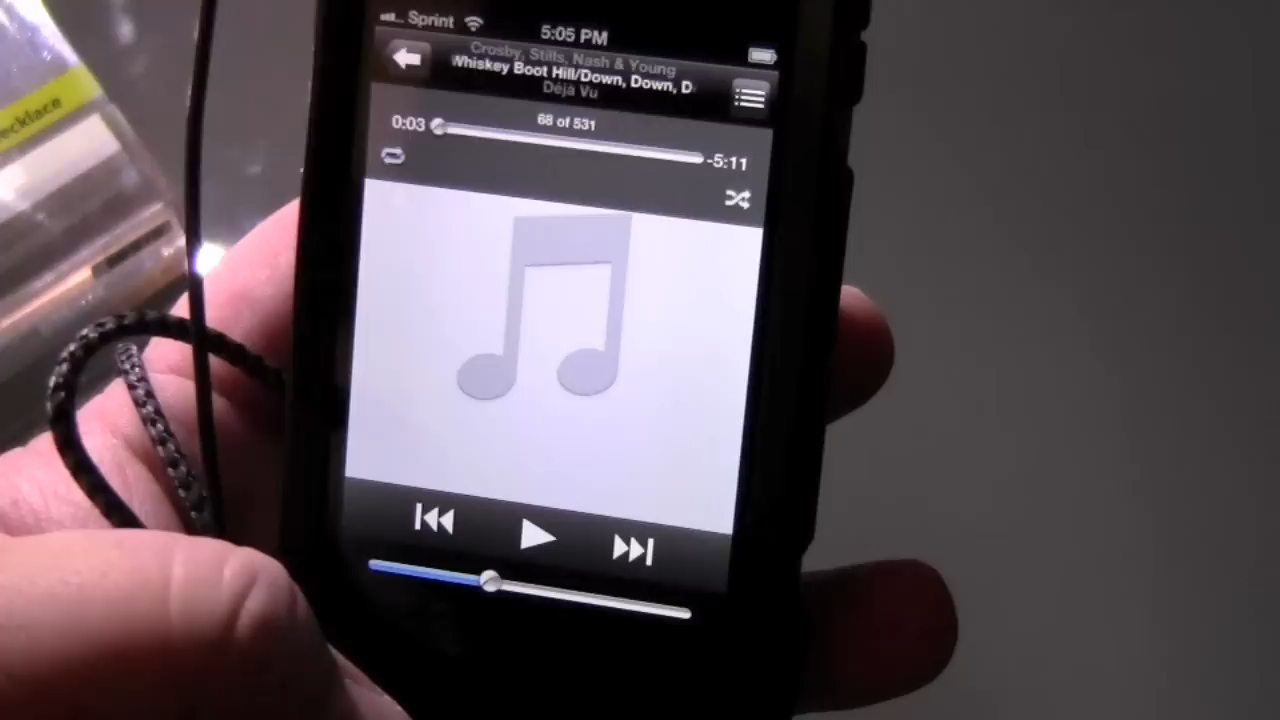 Sprint
5:05 PM
Crosby, Stills, Nash & Young
Whiskey Boot Hill/Down, Down, D
Déjà Vu
68 of 531
0:03
-5:11
ecklace